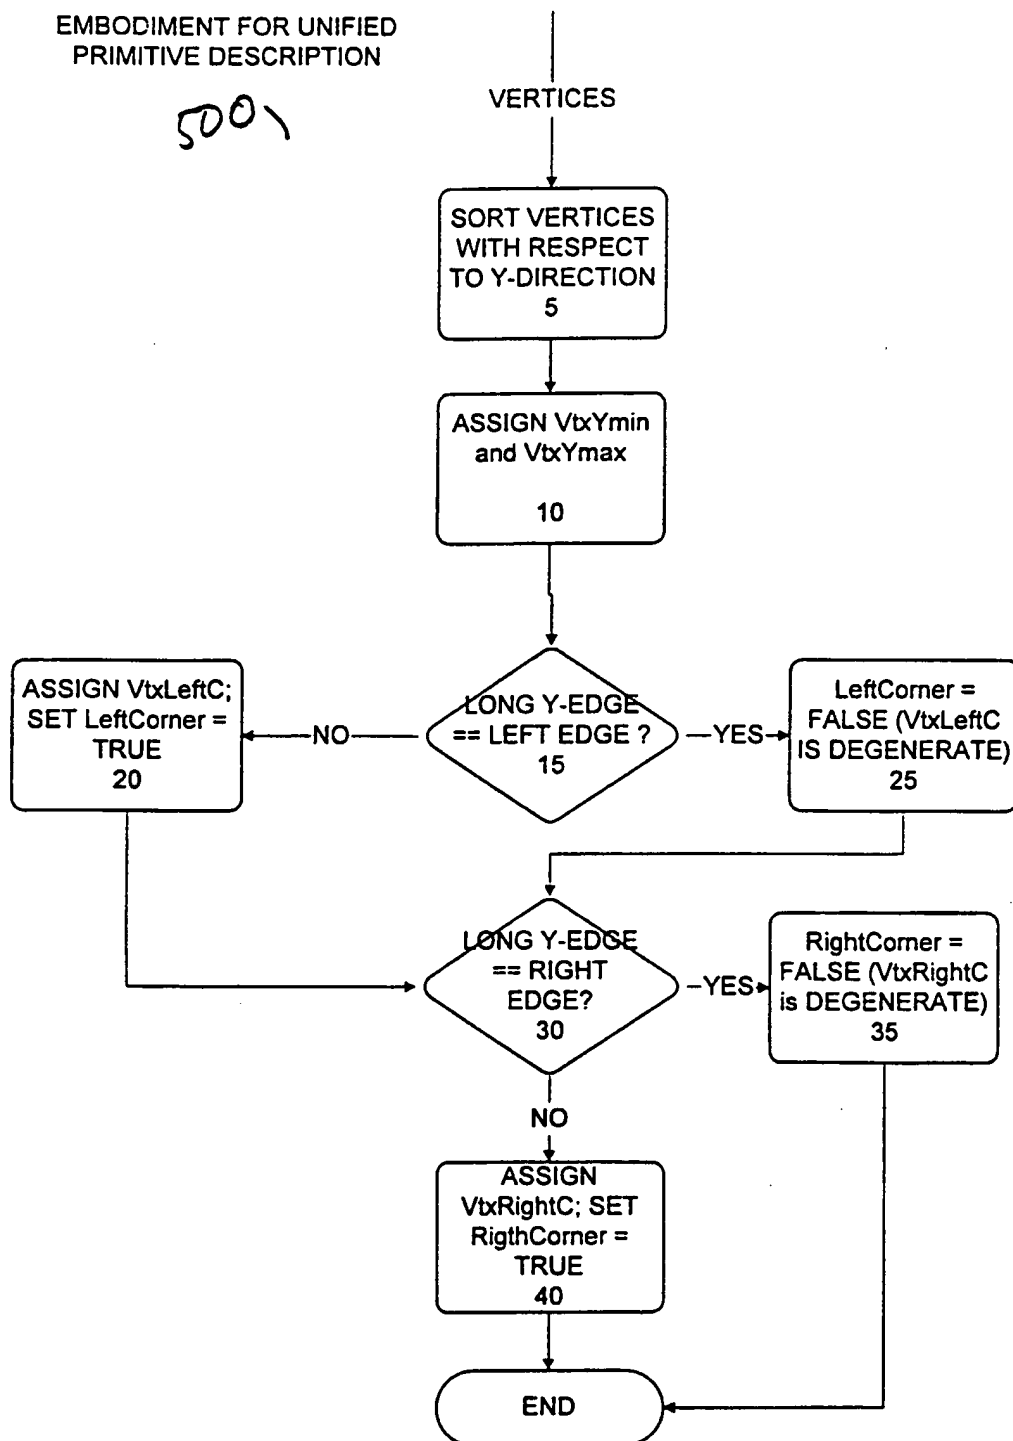 EMBODIMENT FOR UNIFIED
PRIMITIVE DESCRIPTION
500
VERTICES
SORT VERTICES
WITH RESPECT
TO Y-DIRECTION
5
ASSIGN VtxYmin
and VtxYmax
10
ASSIGN VtxLeftC;
SET LeftCorner =
TRUE
20
NO
LONG Y-EDGE
== LEFT EDGE ?
15
YES
LeftCorner =
FALSE (VtxLeftC
IS DEGENERATE)
25
LONG Y-EDGE
== RIGHT
EDGE?
30
YES
RightCorner =
FALSE (VtxRightC
is DEGENERATE)
35
NO
ASSIGN
VtxRightC; SET
RigthCorner =
TRUE
40
END